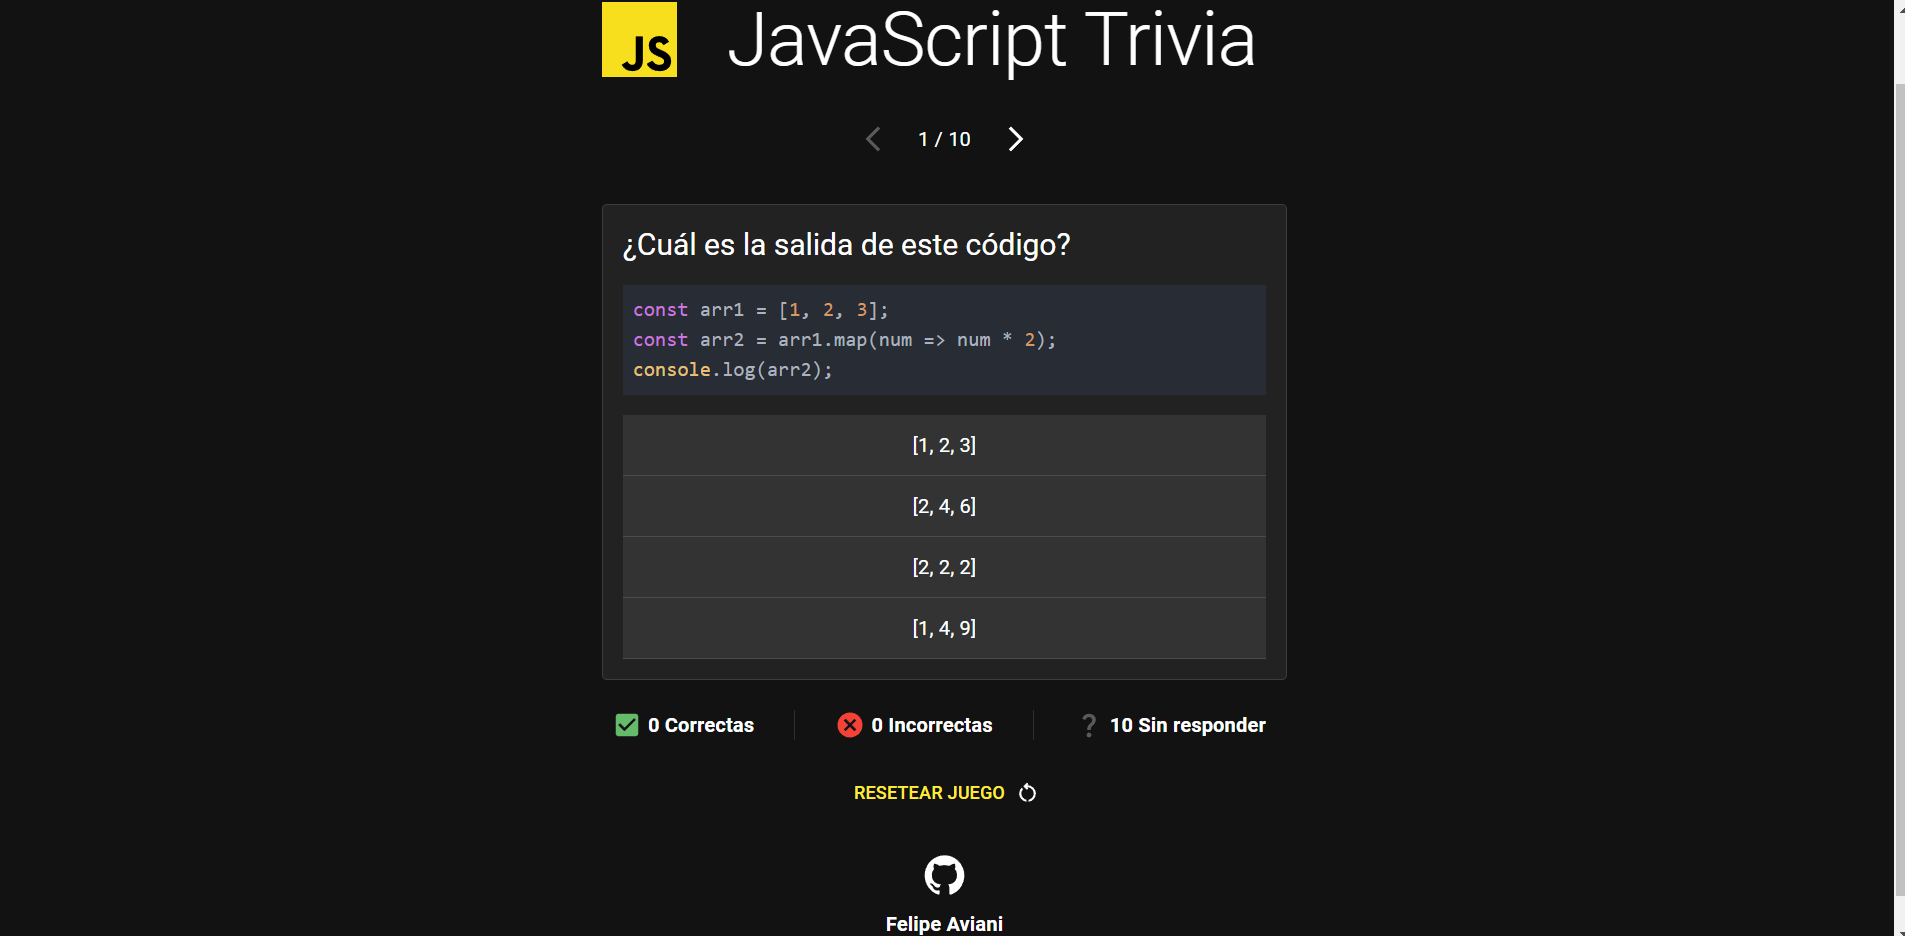 JS
JavaScript Trivia
1 / 10
¿Cuál es la salida de este código?
const arr1 = [1, 2, 3];
const arr2 = arr1.map(num => num * 2);
console.log(arr2);
[1, 2, 3]
[2, 4, 6]
[2, 2, 2]
[1, 4, 9]
0 Correctas
0 Incorrectas
? 10 Sin responder
RESETEAR JUEGO
Felipe Aviani